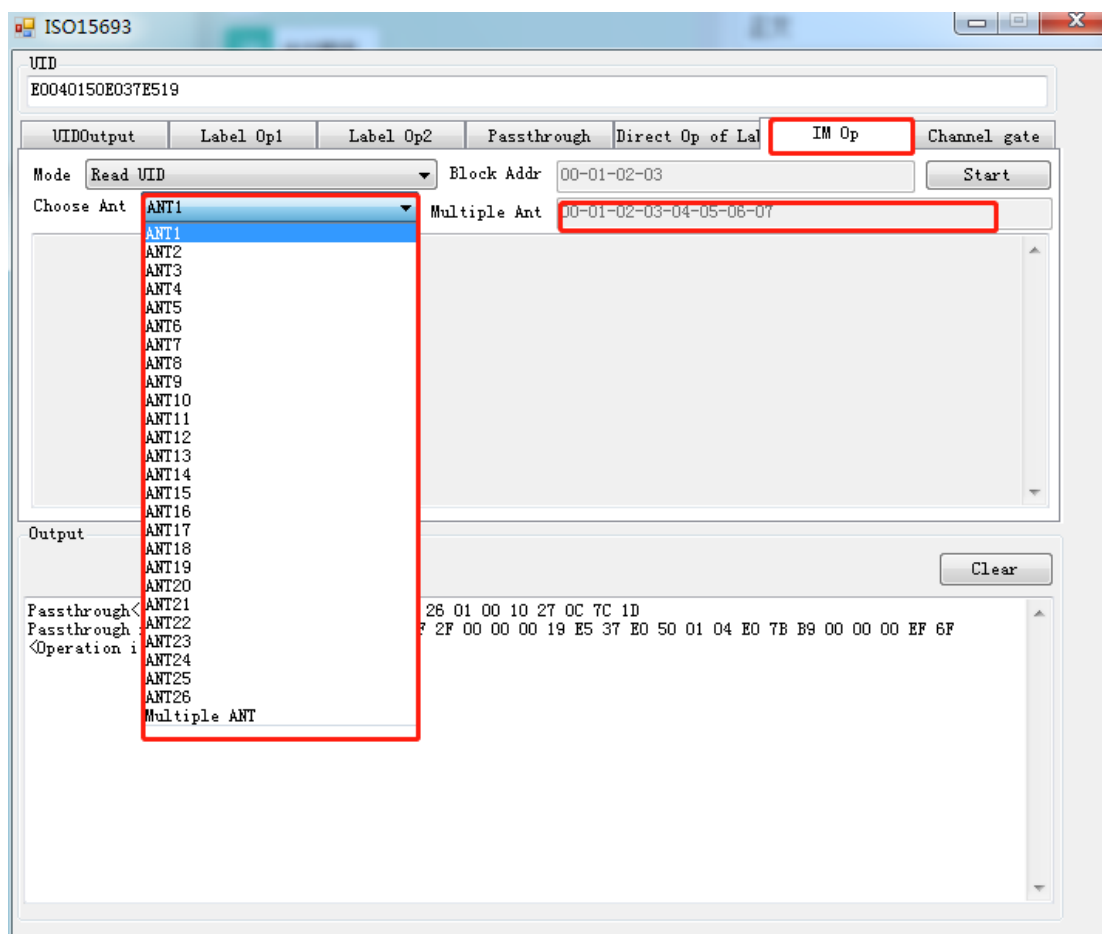 ISO15693
UID
E0040150E037E519
UIDOutput Label Op1 Label Op2 Passthrough Direct Op of Lal IM Op Channel gate
Mode Read UID Block Addr 00-01-02-03 Start
Choose Ant ANT1 Multiple Ant 00-01-02-03-04-05-06-07
ANT1
ANT2
ANT3
ANT4
ANT5
ANT6
ANT7
ANT8
ANT9
ANT10
ANT11
ANT12
ANT13
ANT14
ANT15
ANT16
ANT17
ANT18
ANT19
ANT20
ANT21
ANT22
ANT23
ANT24
ANT25
ANT26
Multiple ANT
Output
Clear
Passthrough< 26 01 00 10 27 0C 7C 1D
Passthrough 2F 00 00 00 19 E5 37 E0 50 01 04 E0 7B B9 00 00 00 EF 6F
<Operation i